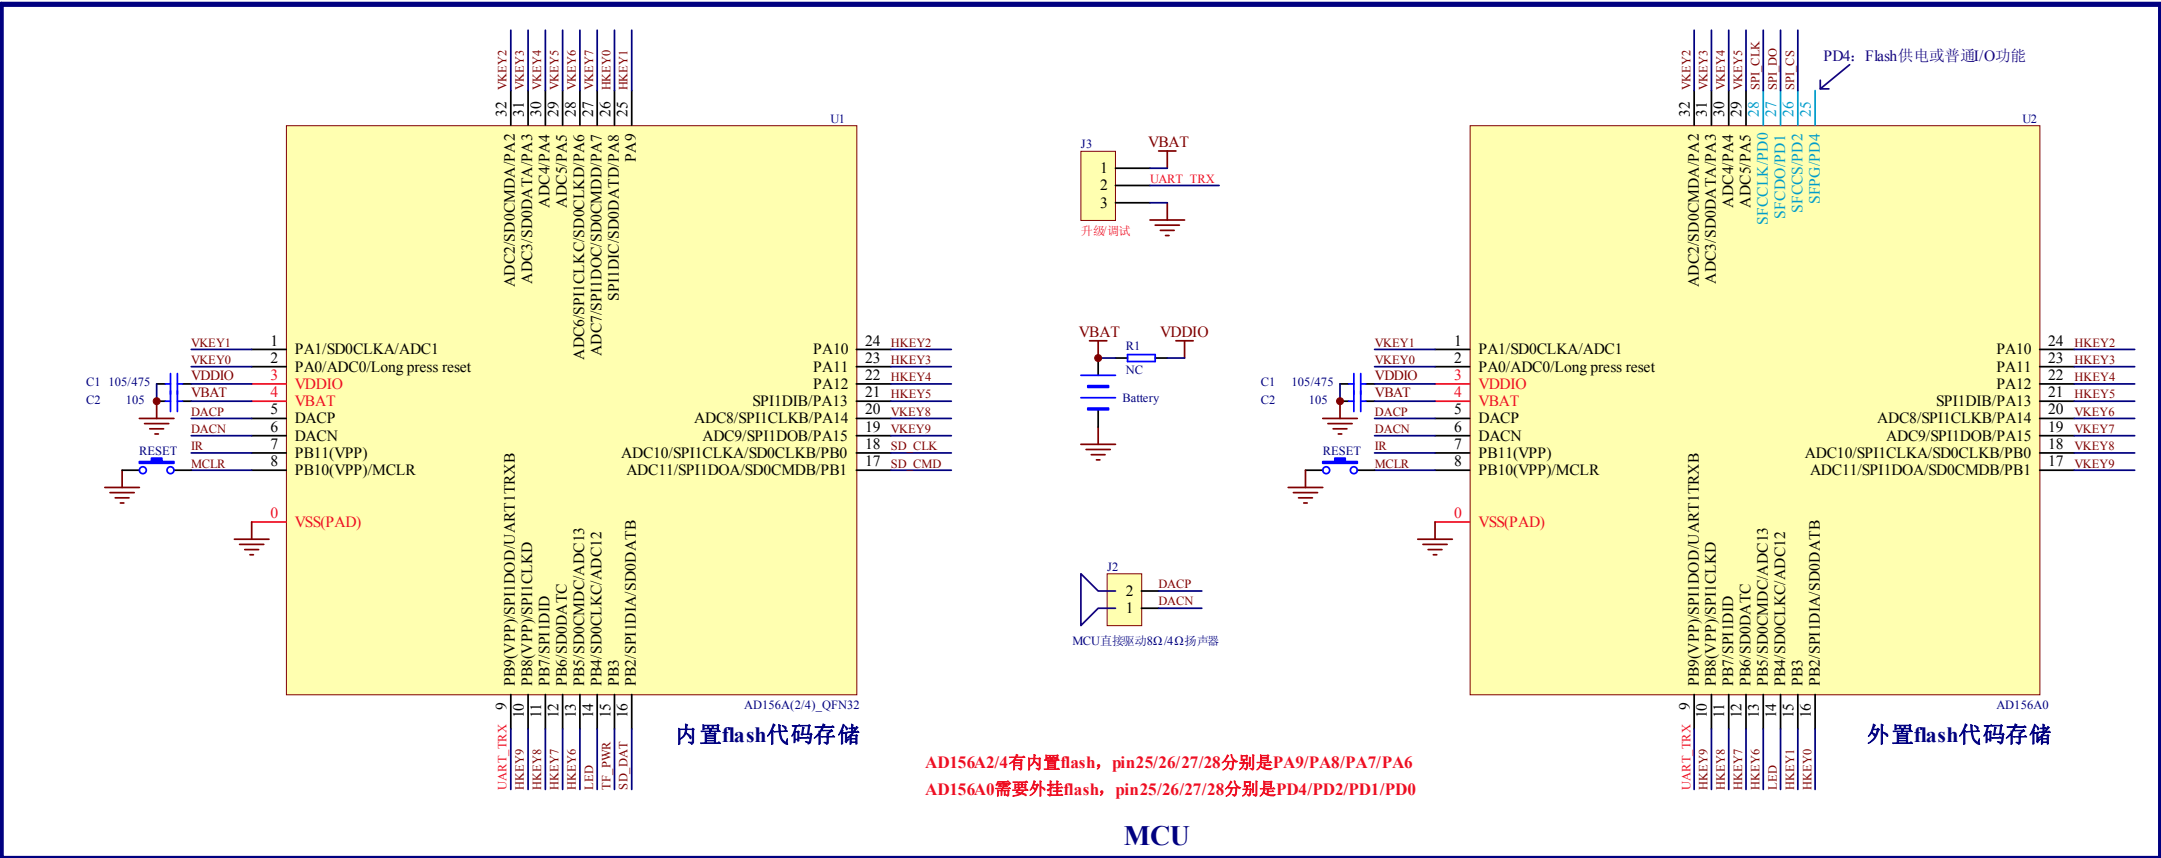 VKEY2
VKEY3
VKEY4
VKEY5
VKEY6
VKEY7
HKEY0
HKEY1
32
31
30
29
28
27
26
25
U1
ADC2/SD0CMDA/PA2
ADC3/SD0DATA/PA3
ADC4/PA4
ADC5/PA5
ADC6/SPI1CLKC/SD0CLKD/PA6
ADC7/SPI1DOC/SD0CMDD/PA7
SPI1DIC/SD0DATD/PA8
PA9
VKEY1 1 PA1/SD0CLKA/ADC1
VKEY0 2 PA0/ADC0/Long press reset
C1 105/475 VDDIO 3 VDDIO
C2 105 VBAT 4 VBAT
DACP 5 DACP
DACN 6 DACN
IR 7 PB11(VPP)
RESET
MCLR 8 PB10(VPP)/MCLR
0 VSS(PAD)
PA10 24 HKEY2
PA11 23 HKEY3
PA12 22 HKEY4
SPI1DIB/PA13 21 HKEY5
ADC8/SPI1CLKB/PA14 20 VKEY8
ADC9/SPI1DOB/PA15 19 VKEY9
ADC10/SPI1CLKA/SD0CLKB/PB0 18 SD_CLK
ADC11/SPI1DOA/SD0CMDB/PB1 17 SD_CMD
PB9(VPP)/SPI1DOD/UART1TRXB
PB8(VPP)/SPI1CLKD
PB7/SPI1DID
PB6/SD0DATC
PB5/SD0CMDC/ADC13
PB4/SD0CLKC/ADC12
PB3
PB2/SPI1DIA/SD0DATB
9
10
11
12
13
14
15
16
UART_TRX
HKEY9
HKEY8
HKEY7
HKEY6
LED
TF_PWR
SD_DAT
AD156A(2/4)_QFN32
内置flash代码存储
J3
VBAT
1
2 UART_TRX
3
升级/调试
VBAT VDDIO
R1
NC
Battery
J2
2 DACP
1 DACN
MCU直接驱动8Ω/4Ω扬声器
VKEY2
VKEY3
VKEY4
VKEY5
SPI_CLK
SPI_DO
SPI_CS
PD4：Flash供电或普通I/O功能
32
31
30
29
28
27
26
25
U2
ADC2/SD0CMDA/PA2
ADC3/SD0DATA/PA3
ADC4/PA4
ADC5/PA5
SFCCLK/PD0
SFCDO/PD1
SFCCS/PD2
SFPG/PD4
VKEY1 1 PA1/SD0CLKA/ADC1
VKEY0 2 PA0/ADC0/Long press reset
C1 105/475 VDDIO 3 VDDIO
C2 105 VBAT 4 VBAT
DACP 5 DACP
DACN 6 DACN
IR 7 PB11(VPP)
RESET
MCLR 8 PB10(VPP)/MCLR
0 VSS(PAD)
PA10 24 HKEY2
PA11 23 HKEY3
PA12 22 HKEY4
SPI1DIB/PA13 21 HKEY5
ADC8/SPI1CLKB/PA14 20 VKEY6
ADC9/SPI1DOB/PA15 19 VKEY7
ADC10/SPI1CLKA/SD0CLKB/PB0 18 VKEY8
ADC11/SPI1DOA/SD0CMDB/PB1 17 VKEY9
PB9(VPP)/SPI1DOD/UART1TRXB
PB8(VPP)/SPI1CLKD
PB7/SPI1DID
PB6/SD0DATC
PB5/SD0CMDC/ADC13
PB4/SD0CLKC/ADC12
PB3
PB2/SPI1DIA/SD0DATB
9
10
11
12
13
14
15
16
UART_TRX
HKEY9
HKEY8
HKEY7
HKEY6
LED
HKEY1
HKEY0
AD156A0
外置flash代码存储
AD156A2/4有内置flash，pin25/26/27/28分别是PA9/PA8/PA7/PA6
AD156A0需要外挂flash，pin25/26/27/28分别是PD4/PD2/PD1/PD0
MCU